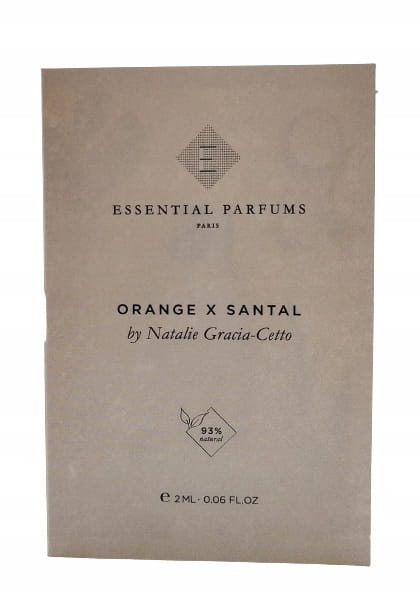 E
ESSENTIAL PARFUMS
PARIS
ORANGE X SANTAL
by Natalie Gracia-Cetto
93%
natural
℮ 2 ML · 0,06 FL.OZ